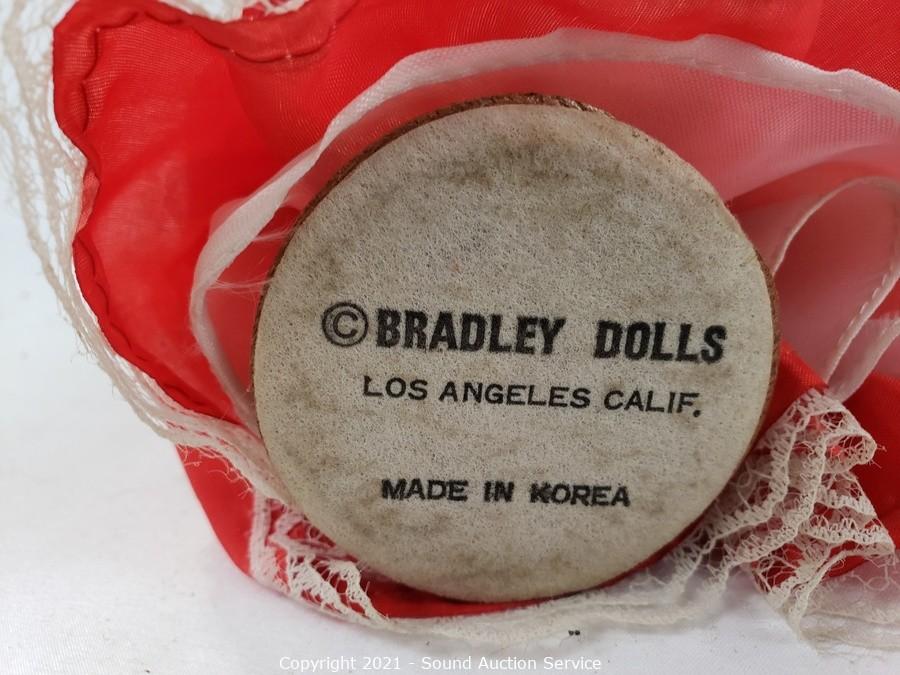 ©BRADLEY DOLLS
LOS ANGELES CALIF.
MADE IN KOREA
Copyright 2021 - Sound Auction Service